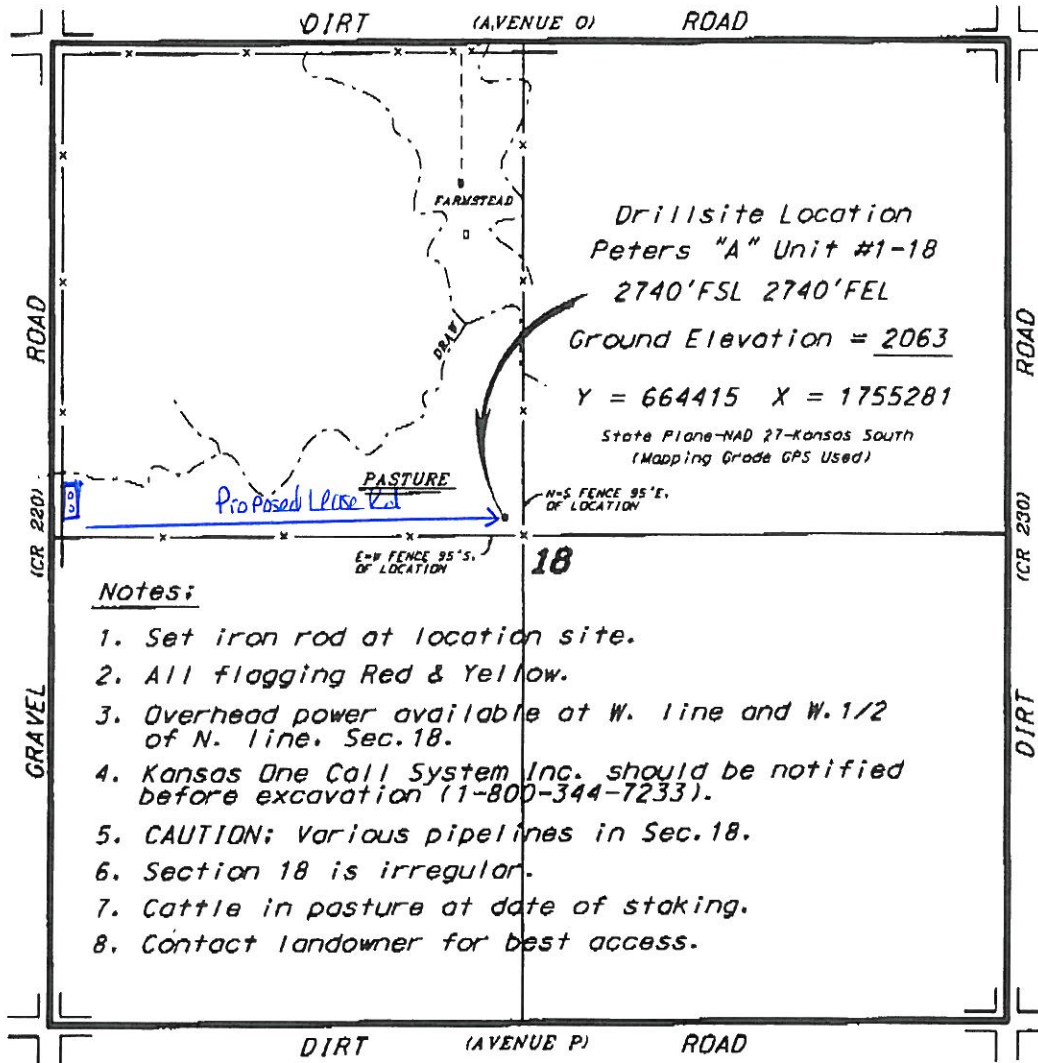 DIRT (AVENUE O) ROAD
FARMSTEAD
Drillsite Location
Peters "A" Unit #1-18
2740'FSL 2740'FEL
Ground Elevation = 2063
Y = 664415 X = 1755281
State Plane-NAD 27-Kansas South
(Mapping Grade GPS Used)
DRAW
PASTURE
Proposed Lease Rd
N-S FENCE 95'E.
OF LOCATION
E-W FENCE 95'S.
OF LOCATION
18
GRAVEL (CR 220) ROAD
DIRT (CR 230) ROAD
Notes:
1. Set iron rod at location site.
2. All flagging Red & Yellow.
3. Overhead power available at W. line and W.1/2
of N. line. Sec.18.
4. Kansas One Call System Inc. should be notified
before excavation (1-800-344-7233).
5. CAUTION: Various pipelines in Sec.18.
6. Section 18 is irregular.
7. Cattle in pasture at date of staking.
8. Contact landowner for best access.
DIRT (AVENUE P) ROAD